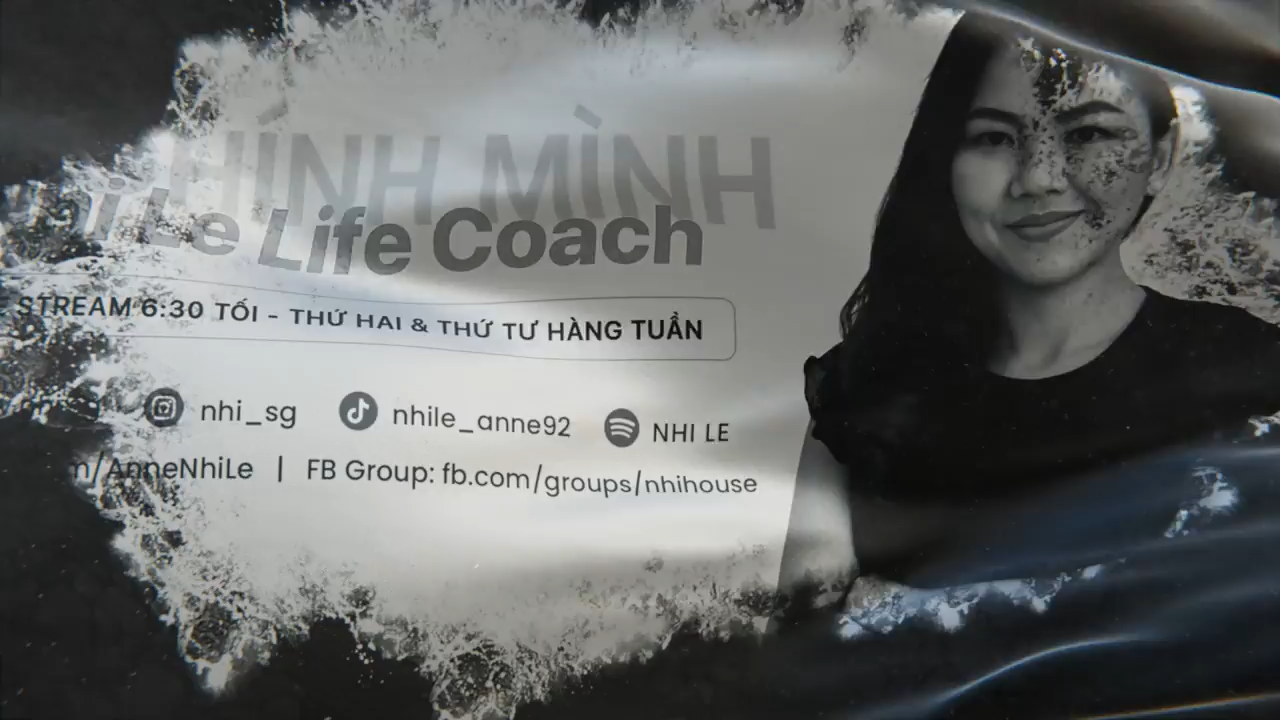 HÍNH MÌNH
i Le Life Coach
STREAM 6:30 TỐI - THỨ HAI & THỨ TƯ HÀNG TUẦN
nhi_sg nhile_anne92 NHI LE
m/AnneNhiLe | FB Group: fb.com/groups/nhihouse